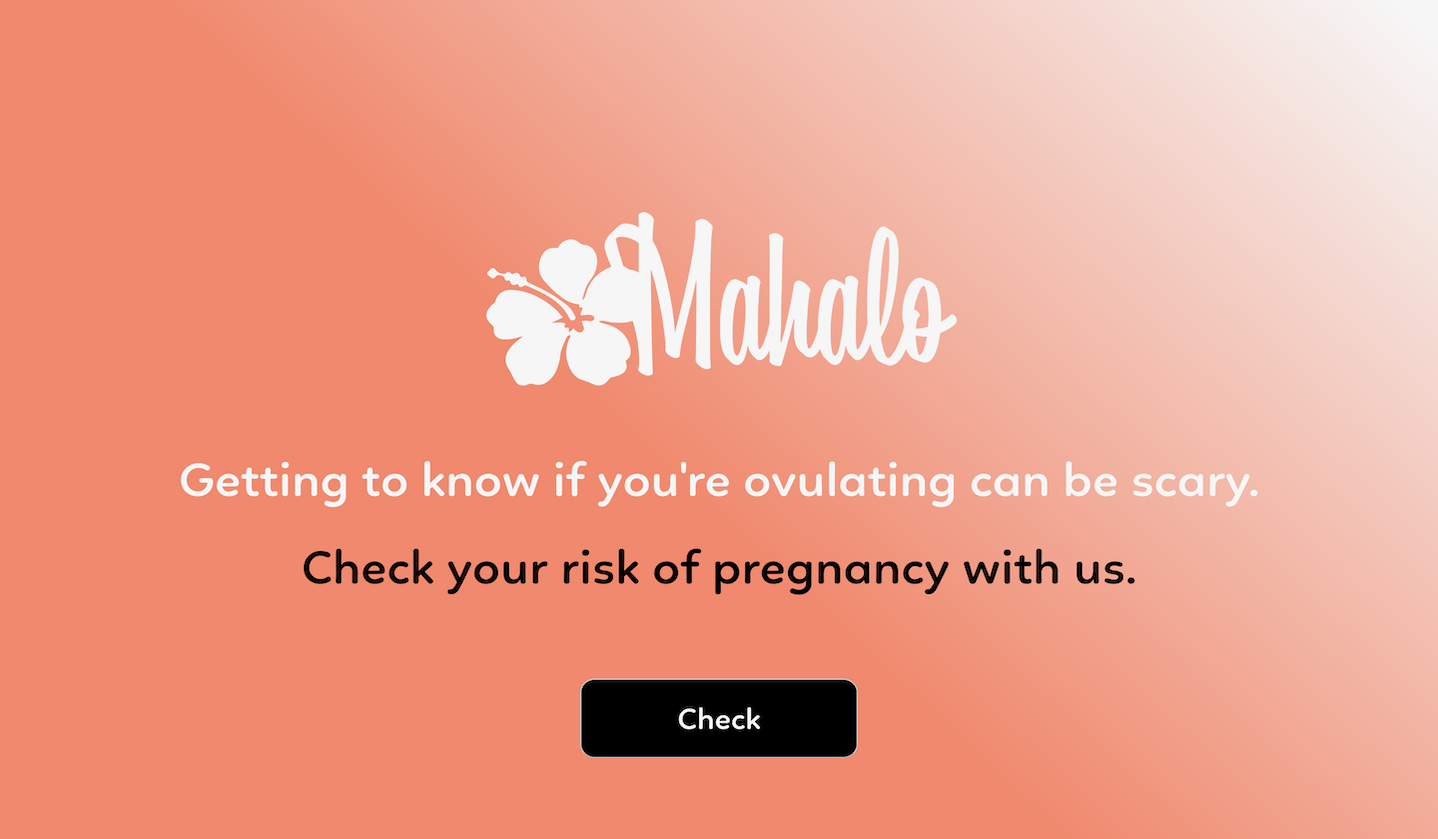 Mahalo
Getting to know if you're ovulating can be scary.
Check your risk of pregnancy with us.
Check